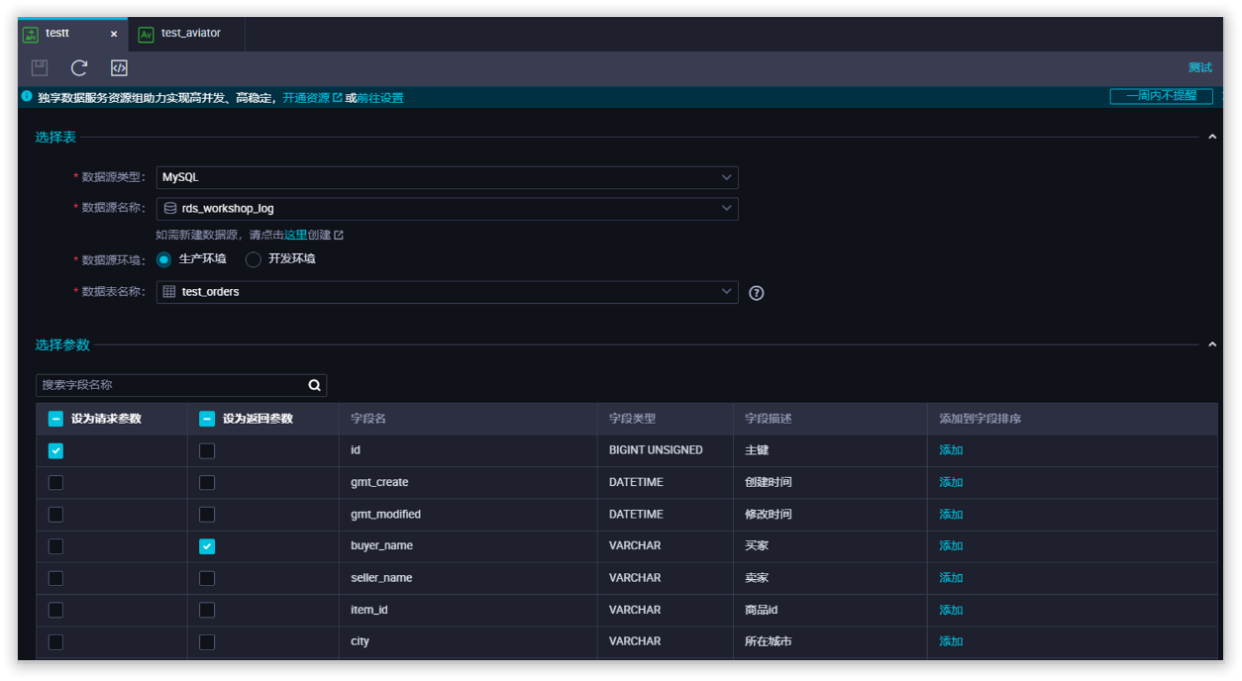 testt × test_aviator
测试
独享数据服务资源组助力实现高并发、高稳定，开通资源 或前往设置 一周内不提醒
选择表
* 数据源类型： MySQL
* 数据源名称： rds_workshop_log
如需新建数据源，请点击这里创建
* 数据源环境： 生产环境 开发环境
* 数据表名称： test_orders ?
选择参数
搜索字段名称
设为请求参数 设为返回参数 字段名 字段类型 字段描述 添加到字段排序
id BIGINT UNSIGNED 主键 添加
gmt_create DATETIME 创建时间 添加
gmt_modified DATETIME 修改时间 添加
buyer_name VARCHAR 买家 添加
seller_name VARCHAR 卖家 添加
item_id VARCHAR 商品id 添加
city VARCHAR 所在城市 添加